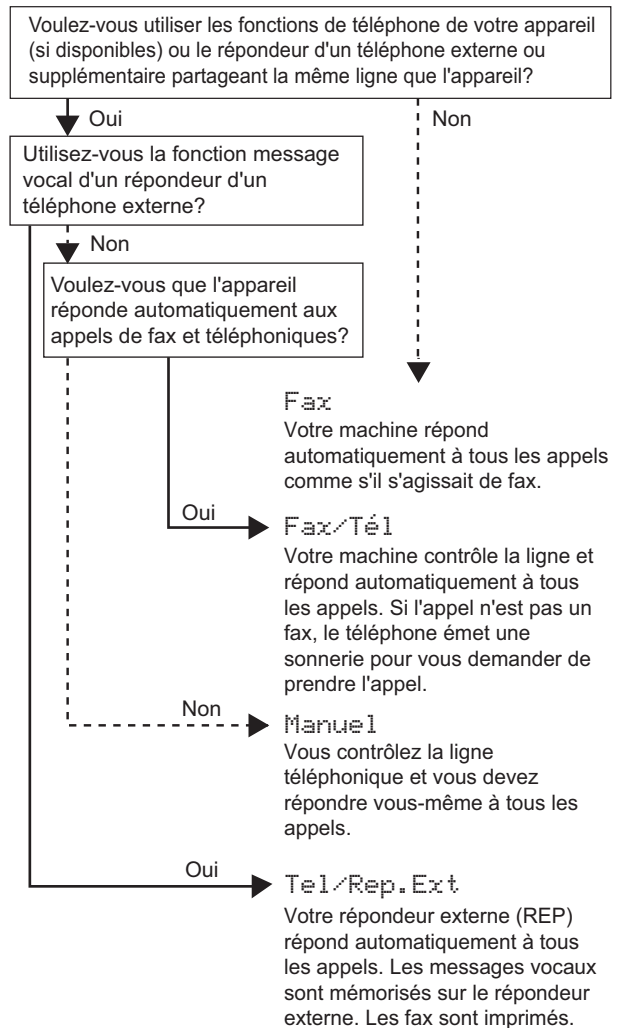 Voulez-vous utiliser les fonctions de téléphone de votre appareil
(si disponibles) ou le répondeur d'un téléphone externe ou
supplémentaire partageant la même ligne que l'appareil?
Oui
Non
Utilisez-vous la fonction message
vocal d'un répondeur d'un
téléphone externe?
Non
Voulez-vous que l'appareil
réponde automatiquement aux
appels de fax et téléphoniques?
Fax
Votre machine répond
automatiquement à tous les appels
comme s'il s'agissait de fax.
Oui
Fax/Tél
Votre machine contrôle la ligne et
répond automatiquement à tous
les appels. Si l'appel n'est pas un
fax, le téléphone émet une
sonnerie pour vous demander de
prendre l'appel.
Non
Manuel
Vous contrôlez la ligne
téléphonique et vous devez
répondre vous-même à tous les
appels.
Oui
Tel/Rep.Ext
Votre répondeur externe (REP)
répond automatiquement à tous
les appels. Les messages vocaux
sont mémorisés sur le répondeur
externe. Les fax sont imprimés.